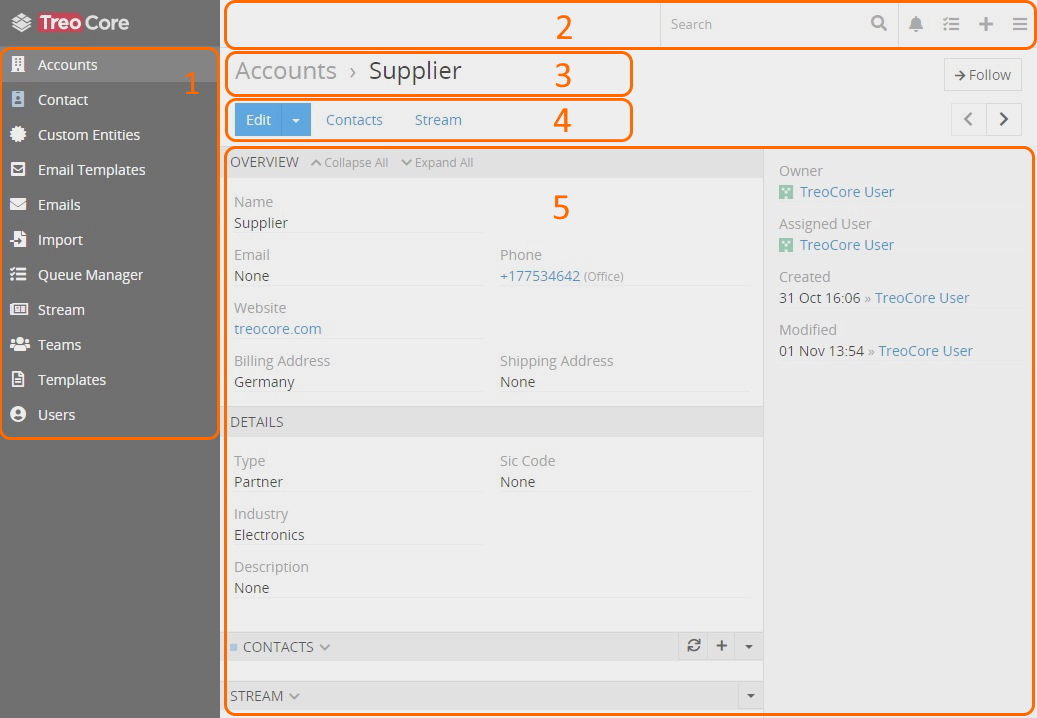 TreoCore
Accounts
Contact
Custom Entities
Email Templates
Emails
Import
Queue Manager
Stream
Teams
Templates
Users
1
2
Search
Accounts › Supplier
3
Follow
Edit Contacts Stream
4
OVERVIEW Collapse All Expand All
5
Name
Supplier
Email Phone
None +177534642 (Office)
Website
treocore.com
Billing Address Shipping Address
Germany None
DETAILS
Type Sic Code
Partner None
Industry
Electronics
Description
None
CONTACTS
STREAM
Owner
TreoCore User
Assigned User
TreoCore User
Created
31 Oct 16:06 » TreoCore User
Modified
01 Nov 13:54 » TreoCore User